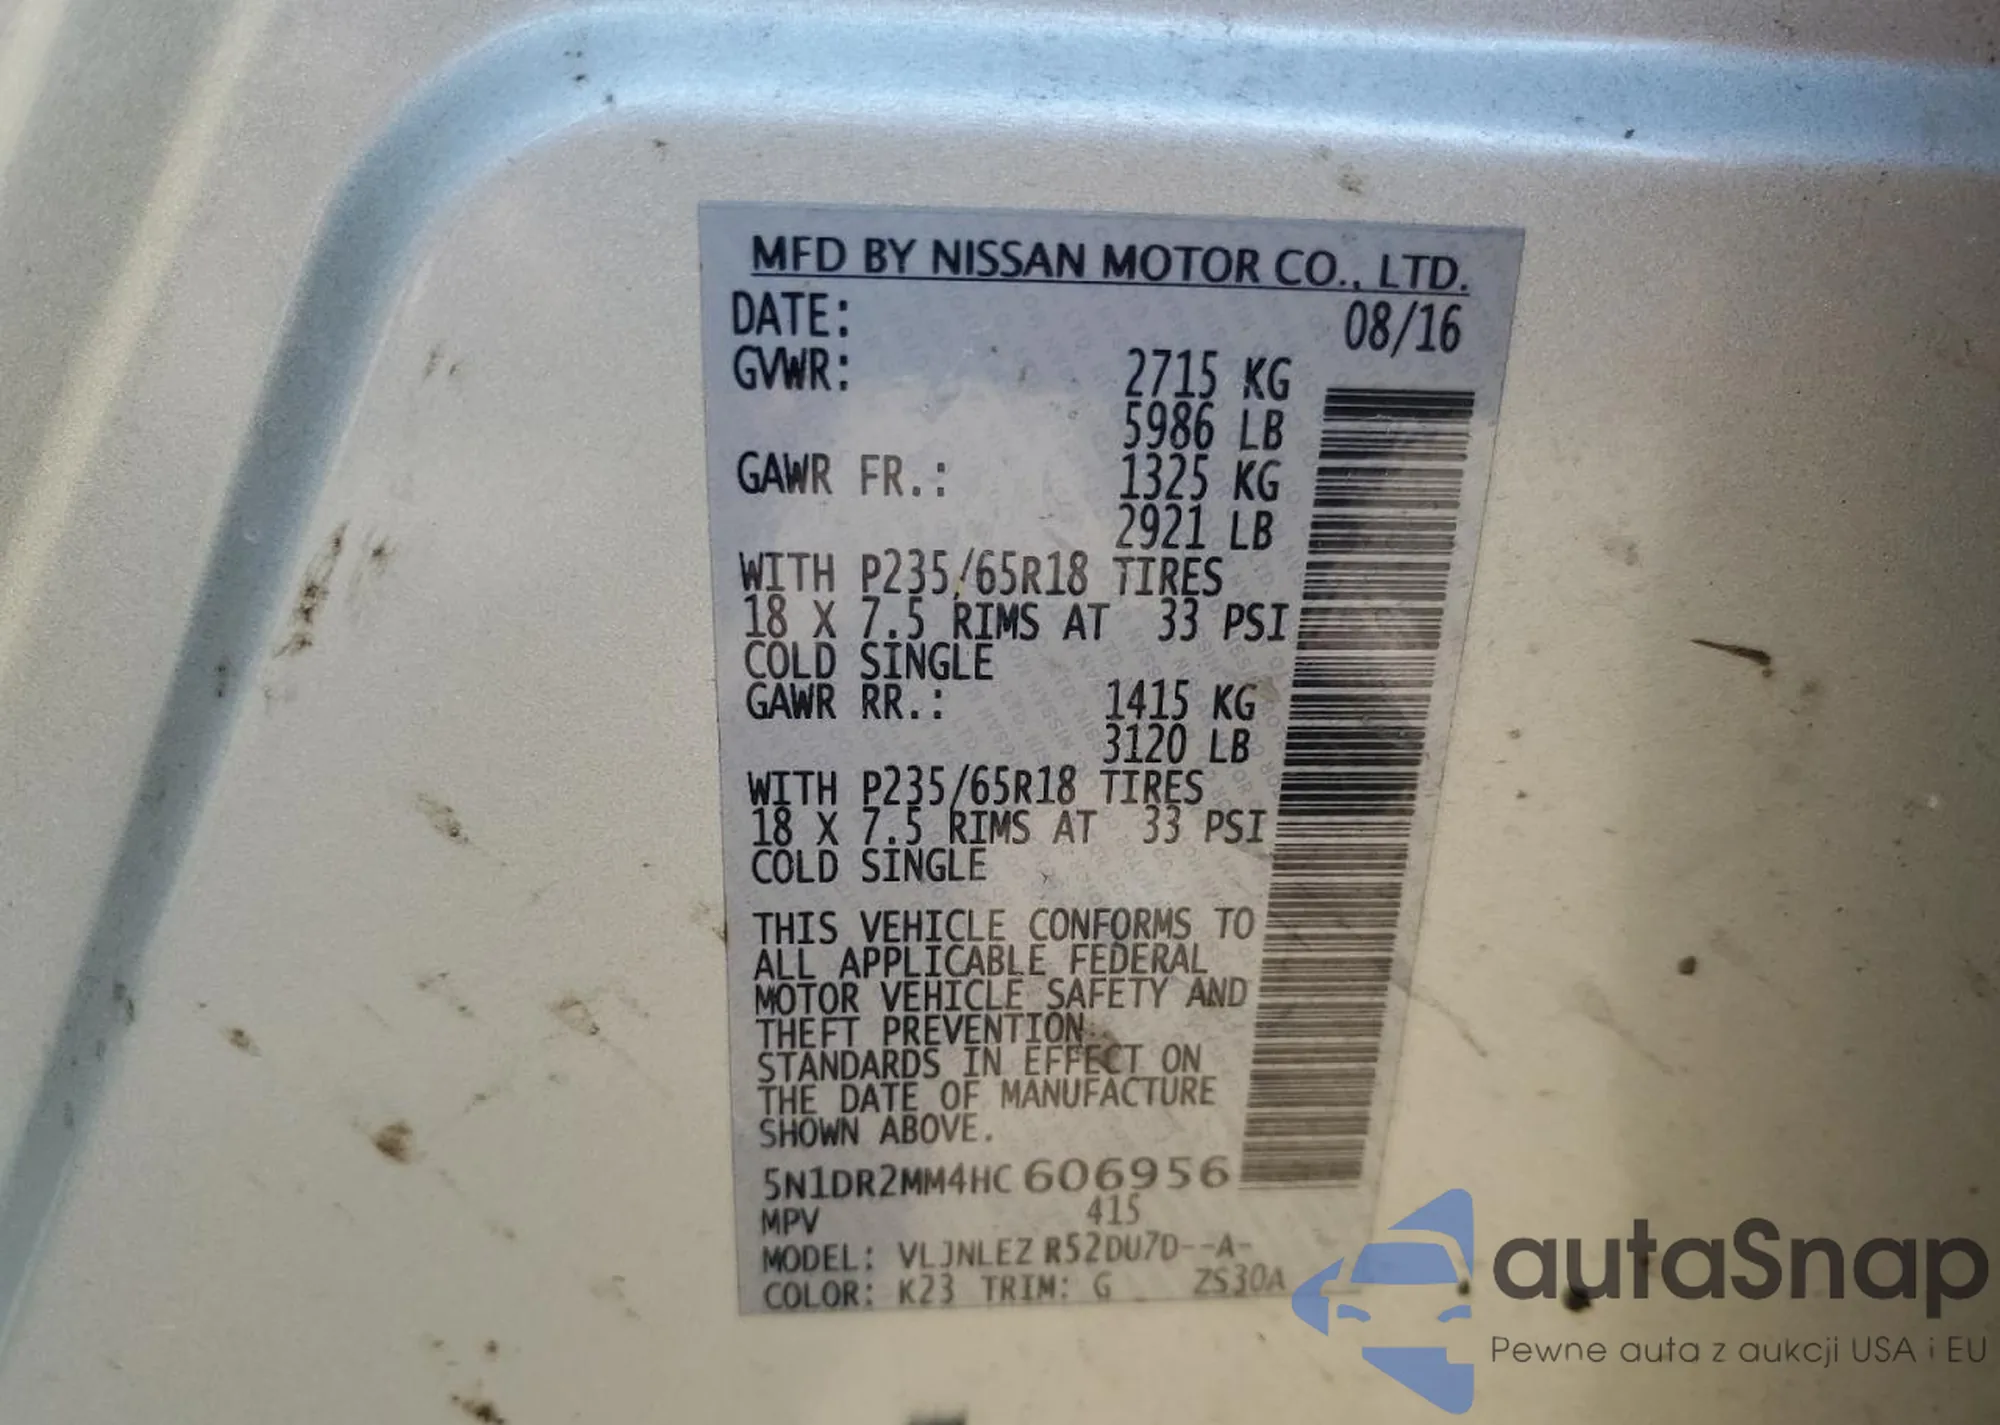 MFD BY NISSAN MOTOR CO., LTD.
DATE: 08/16
GVWR: 2715 KG
5986 LB
GAWR FR.: 1325 KG
2921 LB
WITH P235/65R18 TIRES
18 X 7.5 RIMS AT 33 PSI
COLD SINGLE
GAWR RR.: 1415 KG
3120 LB
WITH P235/65R18 TIRES
18 X 7.5 RIMS AT 33 PSI
COLD SINGLE
THIS VEHICLE CONFORMS TO
ALL APPLICABLE FEDERAL
MOTOR VEHICLE SAFETY AND
THEFT PREVENTION
STANDARDS IN EFFECT ON
THE DATE OF MANUFACTURE
SHOWN ABOVE.
5N1DR2MM4HC606956
MPV 415
MODEL: VLJNLEZ R52DU7D--A-
COLOR: K23 TRIM: G ZS30A
autaSnap
Pewne auta z aukcji USA i EU